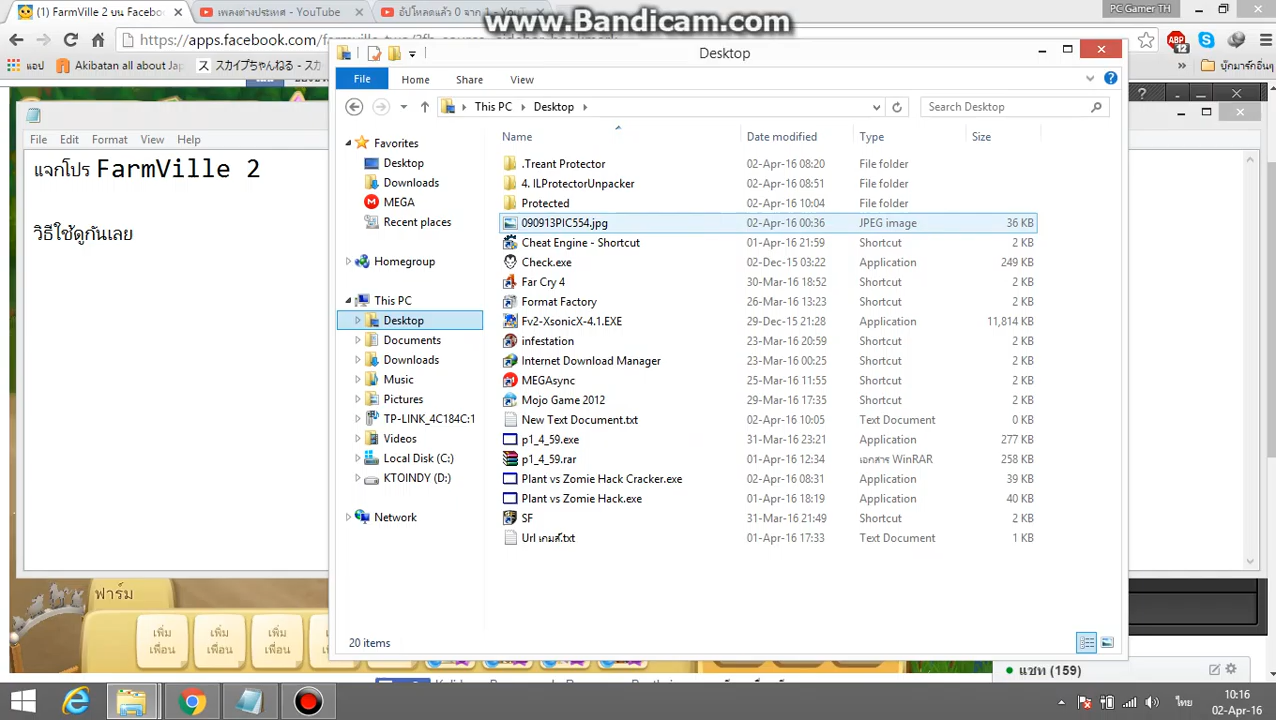 (1) FarmVille 2 บน Faceboo
เพลงต่างประเทศ - YouTube
อัปโหลดแล้ว 0 จาก 1
www.Bandicam.com
PC Gamer TH
https://apps.facebook.com/
12
แอป
Akibatan all about Jap
スカイプちゃんねる - スカ
บุ๊กมาร์กอื่นๆ
Desktop
File
Home
Share
View
This PC
Desktop
Search Desktop
File
Edit
Format
View
Help
แจกโปร FarmVille 2
วิธีใช้ดูกันเลย
Favorites
Desktop
Downloads
MEGA
Recent places
Homegroup
This PC
Desktop
Documents
Downloads
Music
Pictures
TP-LINK_4C184C:1
Videos
Local Disk (C:)
KTOINDY (D:)
Network
Name Date modified Type Size
.Treant Protector 02-Apr-16 08:20 File folder
4. ILProtectorUnpacker 02-Apr-16 08:51 File folder
Protected 02-Apr-16 10:04 File folder
090913PIC554.jpg 02-Apr-16 00:36 JPEG image 36 KB
Cheat Engine - Shortcut 01-Apr-16 21:59 Shortcut 2 KB
Check.exe 02-Dec-15 03:22 Application 249 KB
Far Cry 4 30-Mar-16 18:52 Shortcut 2 KB
Format Factory 26-Mar-16 13:23 Shortcut 2 KB
Fv2-XsonicX-4.1.EXE 29-Dec-15 21:28 Application 11,814 KB
infestation 23-Mar-16 20:59 Shortcut 2 KB
Internet Download Manager 23-Mar-16 00:25 Shortcut 2 KB
MEGAsync 25-Mar-16 11:55 Shortcut 2 KB
Mojo Game 2012 29-Mar-16 17:35 Shortcut 2 KB
New Text Document.txt 02-Apr-16 10:05 Text Document 0 KB
p1_4_59.exe 31-Mar-16 23:21 Application 277 KB
p1_4_59.rar 01-Apr-16 12:34 เอกสาร WinRAR 258 KB
Plant vs Zomie Hack Cracker.exe 02-Apr-16 08:31 Application 39 KB
Plant vs Zomie Hack.exe 01-Apr-16 18:19 Application 40 KB
SF 31-Mar-16 21:49 Shortcut 2 KB
Url เกมส์.txt 01-Apr-16 17:33 Text Document 1 KB
20 items
ฟาร์ม
เพิ่มเพื่อน
เพิ่มเพื่อน
เพิ่มเพื่อน
แชท (159)
ไทย
10:16
02-Apr-16